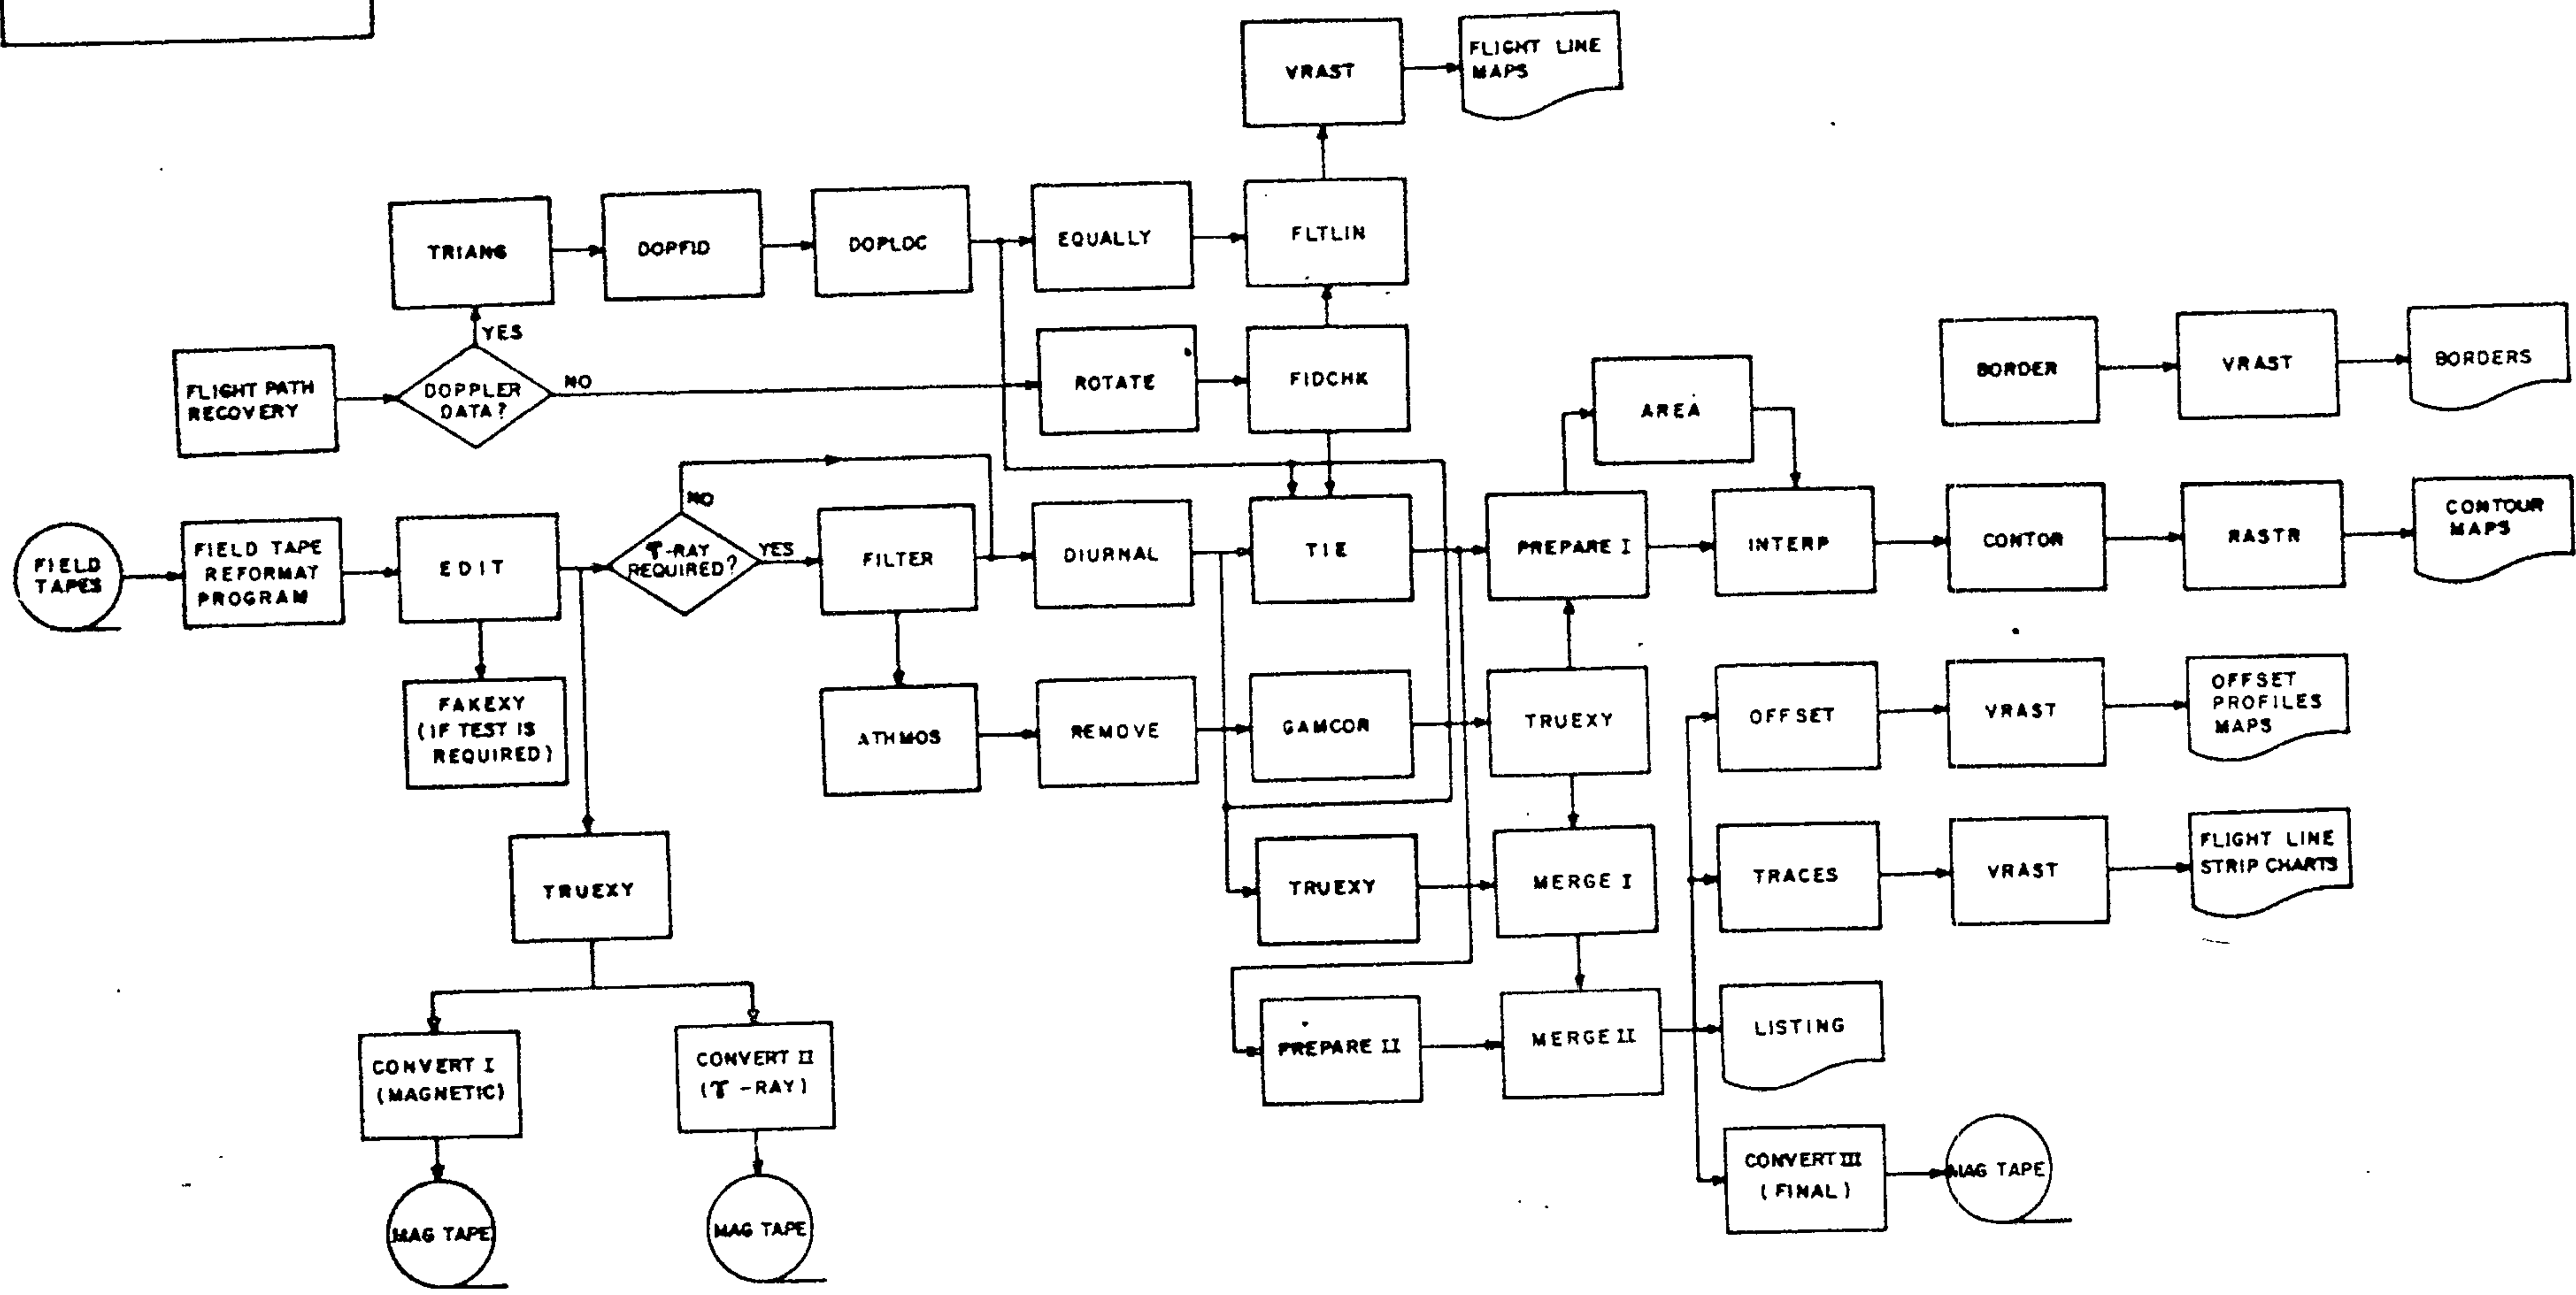 VRAST
FLIGHT LINE
MAPS
TRIANG
DOPFID
DOPLOC
EQUALLY
FLTLIN
YES
FLIGHT PATH
RECOVERY
DOPPLER
DATA?
NO
ROTATE
FIDCHK
AREA
BORDER
VRAST
BORDERS
NO
FIELD
TAPES
FIELD TAPE
REFORMAT
PROGRAM
EDIT
γ-RAY
REQUIRED?
YES
FILTER
DIURNAL
TIE
PREPARE I
INTERP
CONTOR
RASTR
CONTOUR
MAPS
FAKEXY
(IF TEST IS
REQUIRED)
ATHMOS
REMOVE
GAMCOR
TRUEXY
OFFSET
VRAST
OFFSET
PROFILES
MAPS
TRUEXY
TRUEXY
MERGE I
TRACES
VRAST
FLIGHT LINE
STRIP CHARTS
CONVERT I
(MAGNETIC)
CONVERT II
(γ-RAY)
PREPARE II
MERGE II
LISTING
CONVERT III
(FINAL)
MAG TAPE
MAG TAPE
MAG TAPE